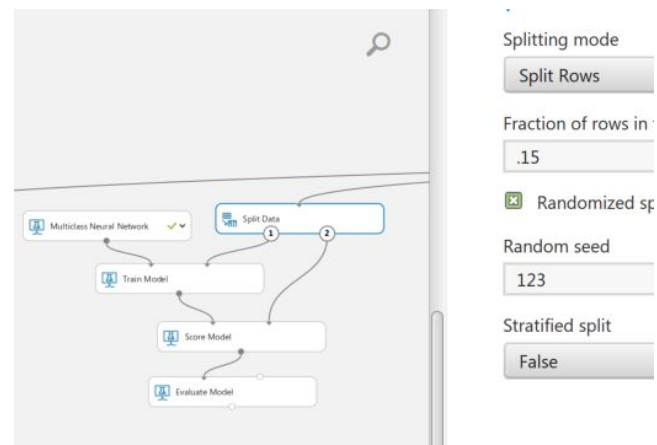 Splitting mode
Split Rows
Fraction of rows in
.15
Randomized sp
Random seed
123
Stratified split
False
Multiclass Neural Network
Split Data
1
2
Train Model
Score Model
Evaluate Model